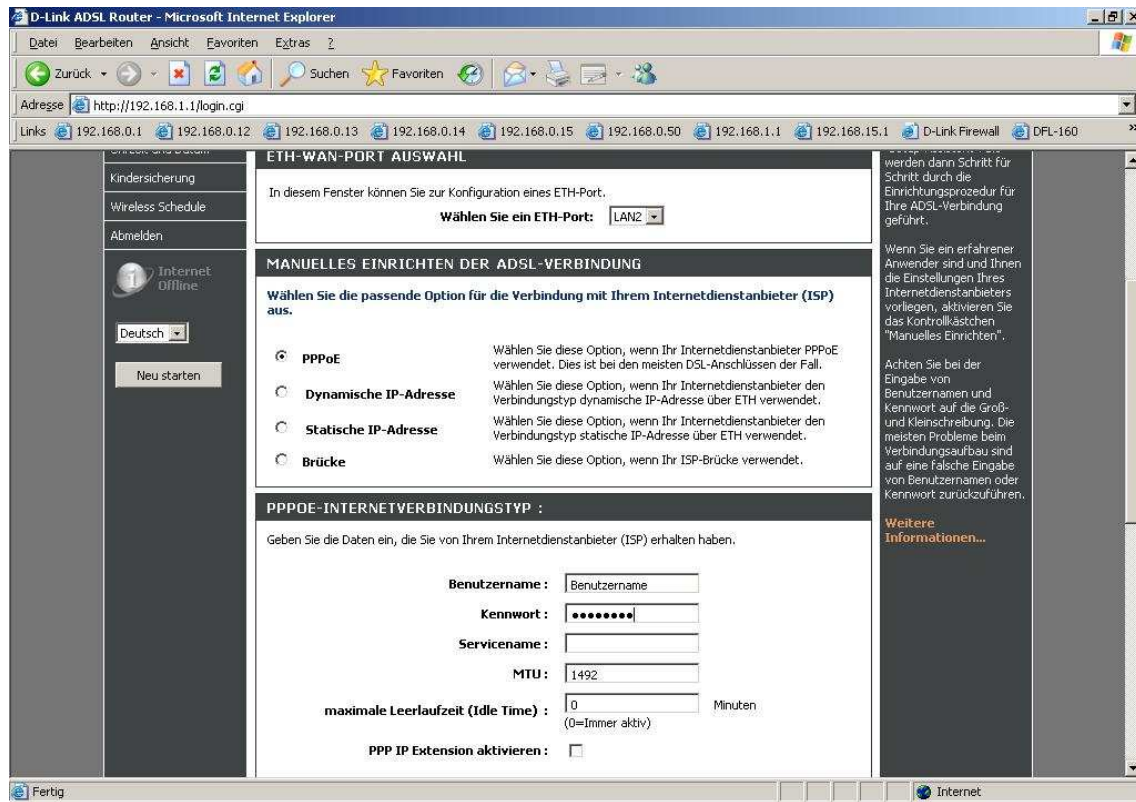 D-Link ADSL Router - Microsoft Internet Explorer
Datei Bearbeiten Ansicht Favoriten Extras ?
Zurück Suchen Favoriten
Adresse http://192.168.1.1/login.cgi
Links 192.168.0.1 192.168.0.12 192.168.0.13 192.168.0.14 192.168.0.15 192.168.0.50 192.168.1.1 192.168.15.1 D-Link Firewall DFL-160 »
Kindersicherung
Wireless Schedule
Abmelden
Internet
Offline
Deutsch
Neu starten
ETH-WAN-PORT AUSWAHL
In diesem Fenster können Sie zur Konfiguration eines ETH-Port.
Wählen Sie ein ETH-Port: LAN2
MANUELLES EINRICHTEN DER ADSL-VERBINDUNG
Wählen Sie die passende Option für die Verbindung mit Ihrem Internetdienstanbieter (ISP)
aus.
PPPoE
Wählen Sie diese Option, wenn Ihr Internetdienstanbieter PPPoE
verwendet. Dies ist bei den meisten DSL-Anschlüssen der Fall.
Dynamische IP-Adresse
Wählen Sie diese Option, wenn Ihr Internetdienstanbieter den
Verbindungstyp dynamische IP-Adresse über ETH verwendet.
Statische IP-Adresse
Wählen Sie diese Option, wenn Ihr Internetdienstanbieter den
Verbindungstyp statische IP-Adresse über ETH verwendet.
Brücke
Wählen Sie diese Option, wenn Ihr ISP-Brücke verwendet.
PPPOE-INTERNETVERBINDUNGSTYP :
Geben Sie die Daten ein, die Sie von Ihrem Internetdienstanbieter (ISP) erhalten haben.
Benutzername : Benutzername
Kennwort : ●●●●●●●●
Servicename :
MTU : 1492
maximale Leerlaufzeit (Idle Time) : 0 Minuten
(0=Immer aktiv)
PPP IP Extension aktivieren :
werden dann Schritt für
Schritt durch die
Einrichtungsprozedur für
Ihre ADSL-Verbindung
geführt.
Wenn Sie ein erfahrener
Anwender sind und Ihnen
die Einstellungen Ihres
Internetdienstanbieters
vorliegen, aktivieren Sie
das Kontrollkästchen
"Manuelles Einrichten".
Achten Sie bei der
Eingabe von
Benutzernamen und
Kennwort auf die Groß-
und Kleinschreibung. Die
meisten Probleme beim
Verbindungsaufbau sind
auf eine falsche Eingabe
von Benutzernamen oder
Kennwort zurückzuführen.
Weitere
Informationen...
Fertig
Internet